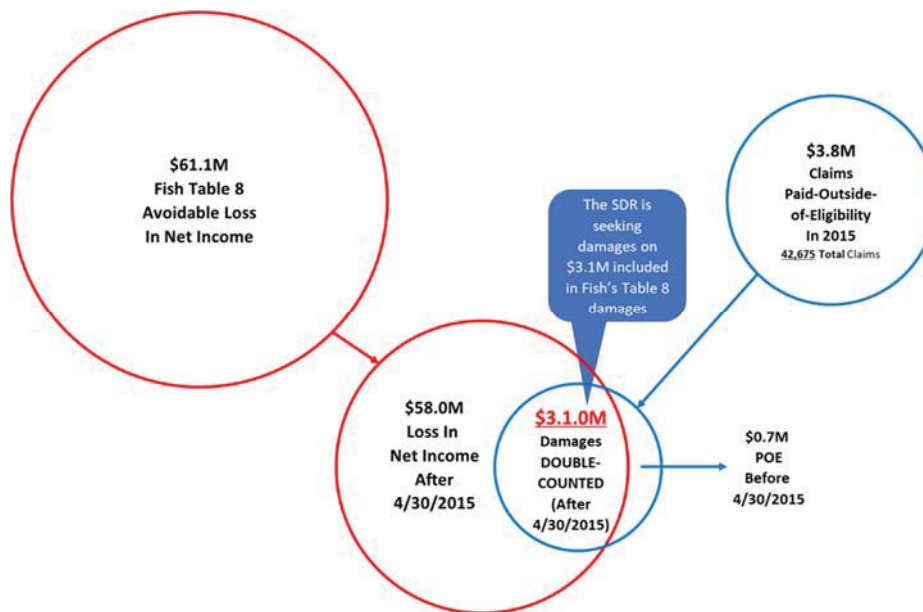 $61.1M
Fish Table 8
Avoidable Loss
In Net Income
$3.8M
Claims
Paid-Outside-
of-Eligibility
In 2015
42,675 Total Claims
The SDR is
seeking
damages on
$3.1M included
in Fish's Table 8
damages
$58.0M
Loss In
Net Income
After
4/30/2015
$3.1.0M
Damages
DOUBLE-
COUNTED
(After
4/30/2015)
$0.7M
POE
Before
4/30/2015